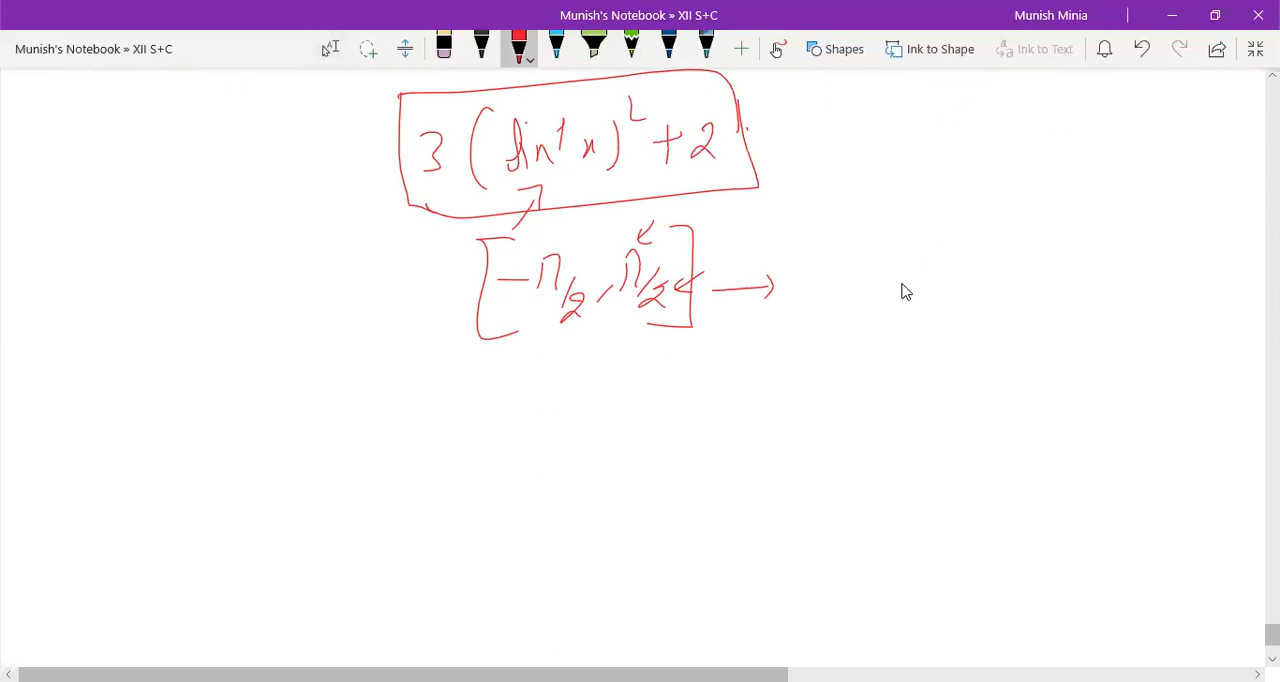 Munish's Notebook » XII S+C
Munish Minia
Munish's Notebook » XII S+C
Shapes
Ink to Shape
Ink to Text
3 (sin⁻¹ x)² + 2
[-π/2, π/2] →